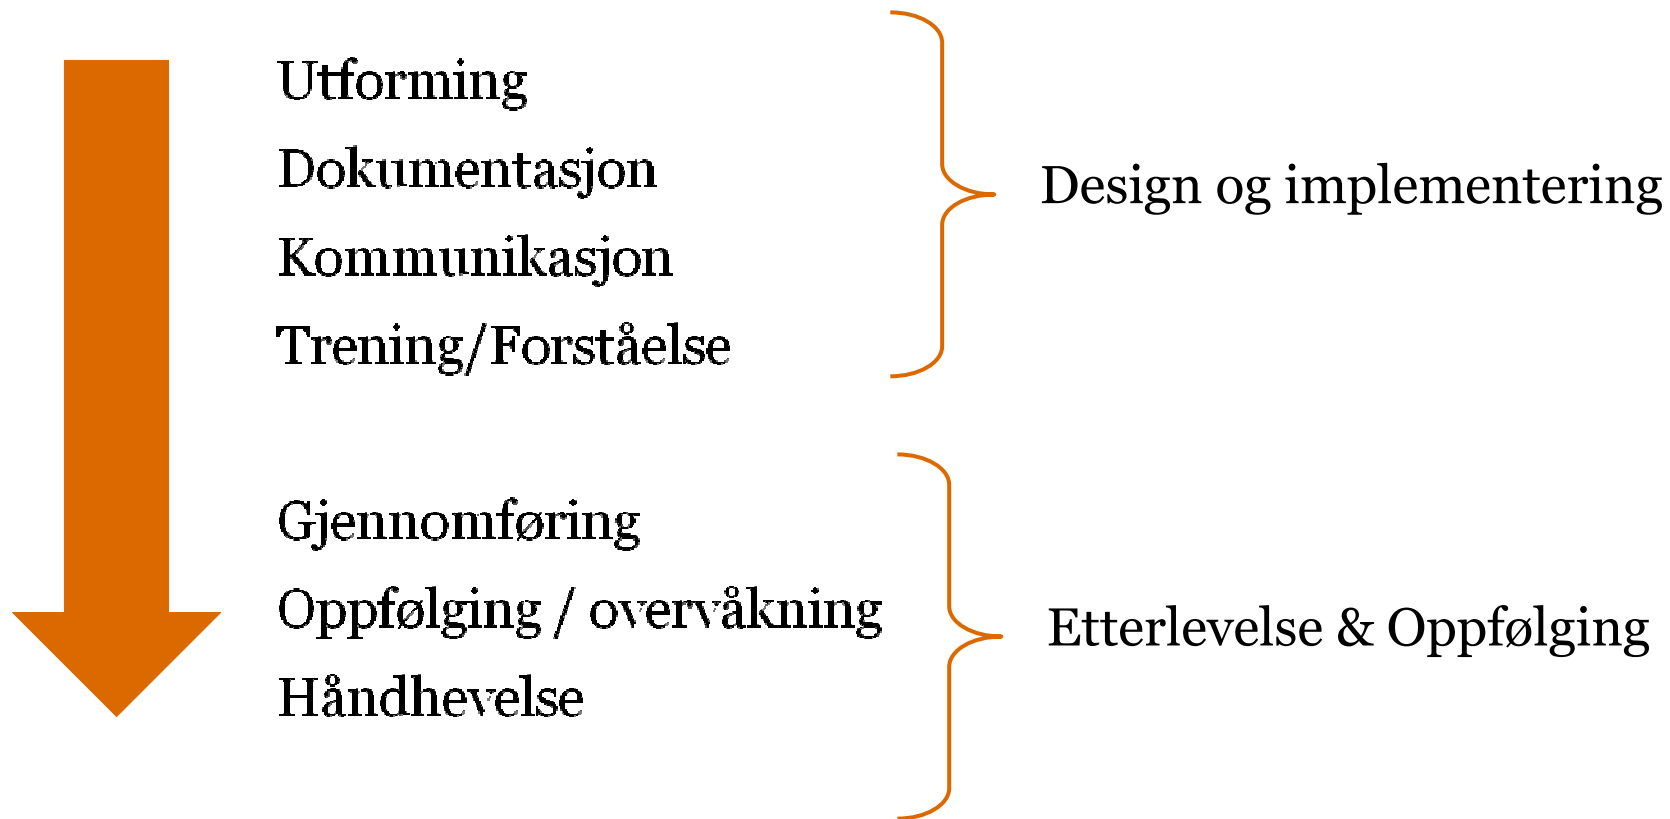 Utforming
Dokumentasjon
Kommunikasjon
Trening/Forståelse
Design og implementering
Gjennomføring
Oppfølging / overvåkning
Håndhevelse
Etterlevelse & Oppfølging